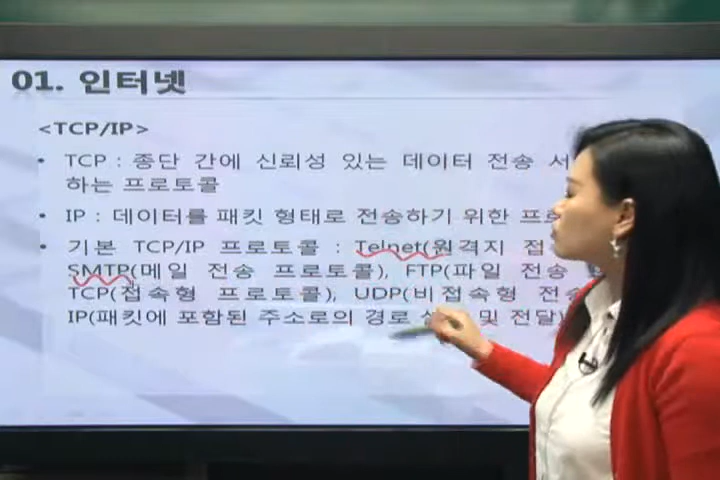 01. 인터넷
<TCP/IP>
• TCP : 종단 간에 신뢰성 있는 데이터 전송
하는 프로토콜
• IP : 데이터를 패킷 형태로 전송하기 위한
• 기본 TCP/IP 프로토콜 : Telnet(원격지
SMTP(메일 전송 프로토콜), FTP(파일 전송
TCP(접속형 프로토콜), UDP(비접속형
IP(패킷에 포함된 주소로의 경로 및 전달)